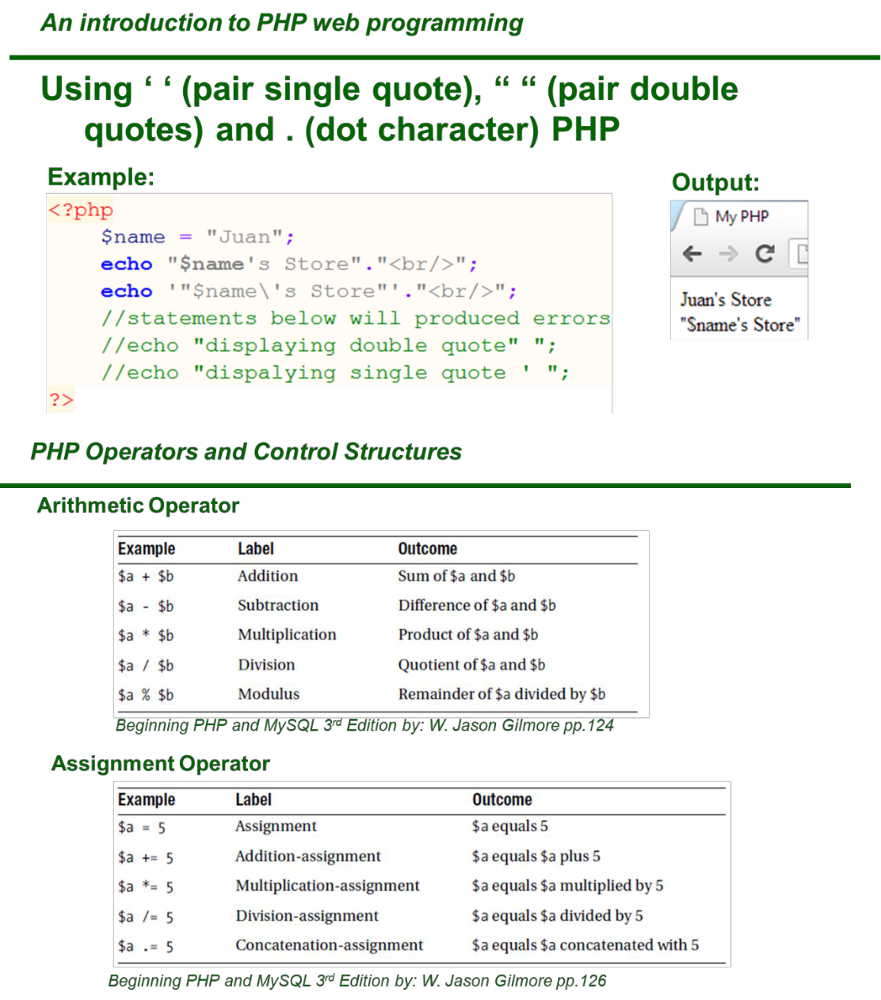 An introduction to PHP web programming
Using ‘ ‘ (pair single quote), “ “ (pair double
quotes) and . (dot character) PHP
Example:
<?php
$name = "Juan";
echo "$name's Store"."<br/>";
echo '"$name\'s Store"'."<br/>";
//statements below will produced errors
//echo "displaying double quote" ";
//echo "dispalying single quote ' ";
?>
Output:
My PHP
Juan's Store
"$name's Store"
PHP Operators and Control Structures
Arithmetic Operator
Example Label Outcome
$a + $b Addition Sum of $a and $b
$a - $b Subtraction Difference of $a and $b
$a * $b Multiplication Product of $a and $b
$a / $b Division Quotient of $a and $b
$a % $b Modulus Remainder of $a divided by $b
Beginning PHP and MySQL 3rd Edition by: W. Jason Gilmore pp.124
Assignment Operator
Example Label Outcome
$a = 5 Assignment $a equals 5
$a += 5 Addition-assignment $a equals $a plus 5
$a *= 5 Multiplication-assignment $a equals $a multiplied by 5
$a /= 5 Division-assignment $a equals $a divided by 5
$a .= 5 Concatenation-assignment $a equals $a concatenated with 5
Beginning PHP and MySQL 3rd Edition by: W. Jason Gilmore pp.126